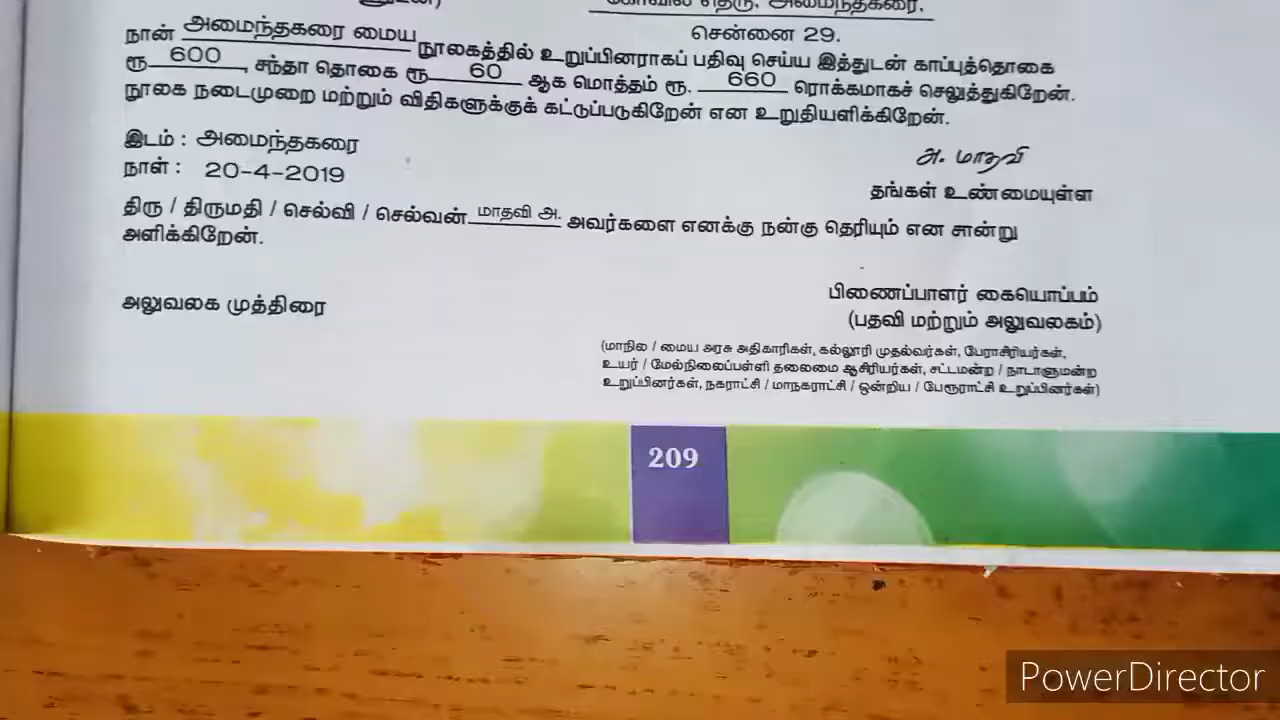 கோவில் தெரு, அமைந்தகரை,
சென்னை 29.
நான் அமைந்தகரை மைய நூலகத்தில் உறுப்பினராகப் பதிவு செய்ய இத்துடன் காப்புத்தொகை
ரூ 600 , சந்தா தொகை ரூ 60 ஆக மொத்தம் ரூ. 660 ரொக்கமாகச் செலுத்துகிறேன்.
நூலக நடைமுறை மற்றும் விதிகளுக்குக் கட்டுப்படுகிறேன் என உறுதியளிக்கிறேன்.
இடம் : அமைந்தகரை
நாள் : 20-4-2019
அ. மாதவி
தங்கள் உண்மையுள்ள
திரு / திருமதி / செல்வி / செல்வன் மாதவி அ. அவர்களை எனக்கு நன்கு தெரியும் என சான்று
அளிக்கிறேன்.
அலுவலக முத்திரை
பிணைப்பாளர் கையொப்பம்
(பதவி மற்றும் அலுவலகம்)
(மாநில / மைய அரசு அதிகாரிகள், கல்லூரி முதல்வர்கள், பேராசிரியர்கள்,
உயர் / மேல்நிலைப்பள்ளி தலைமை ஆசிரியர்கள், சட்டமன்ற / நாடாளுமன்ற
உறுப்பினர்கள், நகராட்சி / மாநகராட்சி / ஒன்றிய / பேரூராட்சி உறுப்பினர்கள்)
209
PowerDirector